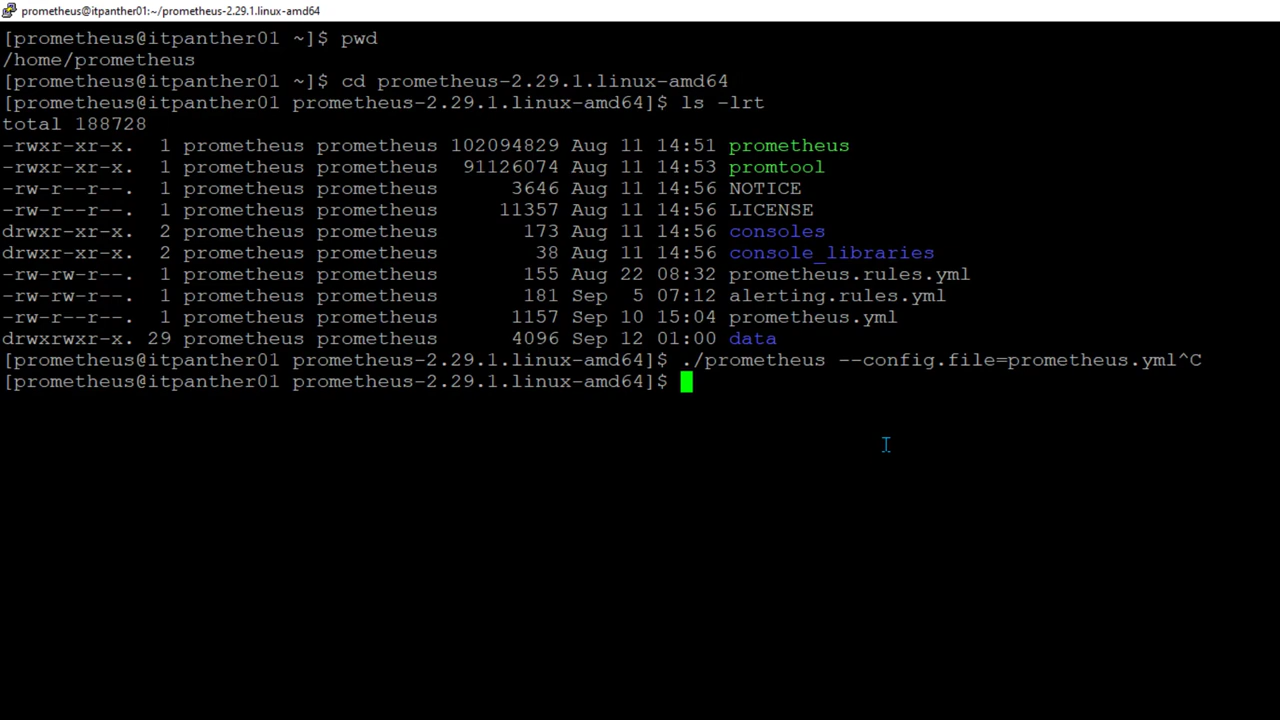 prometheus@itpanther01:~/prometheus-2.29.1.linux-amd64
[prometheus@itpanther01 ~]$ pwd
/home/prometheus
[prometheus@itpanther01 ~]$ cd prometheus-2.29.1.linux-amd64
[prometheus@itpanther01 prometheus-2.29.1.linux-amd64]$ ls -lrt
total 188728
-rwxr-xr-x.  1 prometheus prometheus 102094829 Aug 11 14:51 prometheus
-rwxr-xr-x.  1 prometheus prometheus  91126074 Aug 11 14:53 promtool
-rw-r--r--.  1 prometheus prometheus      3646 Aug 11 14:56 NOTICE
-rw-r--r--.  1 prometheus prometheus     11357 Aug 11 14:56 LICENSE
drwxr-xr-x.  2 prometheus prometheus       173 Aug 11 14:56 consoles
drwxr-xr-x.  2 prometheus prometheus        38 Aug 11 14:56 console_libraries
-rw-rw-r--.  1 prometheus prometheus       155 Aug 22 08:32 prometheus.rules.yml
-rw-rw-r--.  1 prometheus prometheus       181 Sep  5 07:12 alerting.rules.yml
-rw-r--r--.  1 prometheus prometheus      1157 Sep 10 15:04 prometheus.yml
drwxrwxr-x. 29 prometheus prometheus      4096 Sep 12 01:00 data
[prometheus@itpanther01 prometheus-2.29.1.linux-amd64]$ ./prometheus --config.file=prometheus.yml^C
[prometheus@itpanther01 prometheus-2.29.1.linux-amd64]$